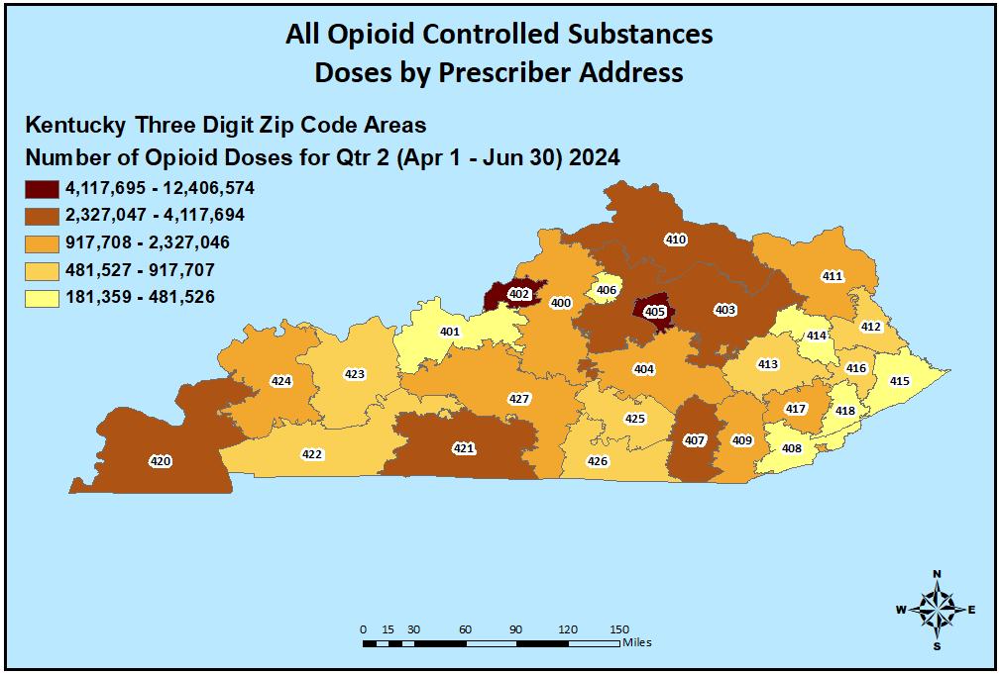 All Opioid Controlled Substances
Doses by Prescriber Address
Kentucky Three Digit Zip Code Areas
Number of Opioid Doses for Qtr 2 (Apr 1 - Jun 30) 2024
4,117,695 - 12,406,574
2,327,047 - 4,117,694
917,708 - 2,327,046
481,527 - 917,707
181,359 - 481,526
410
411
406
402
400
405
403
412
401
414
413
416
404
423
424
415
427
417
418
425
407
409
408
421
422
426
420
N
W E
S
0 15 30 60 90 120 150
Miles